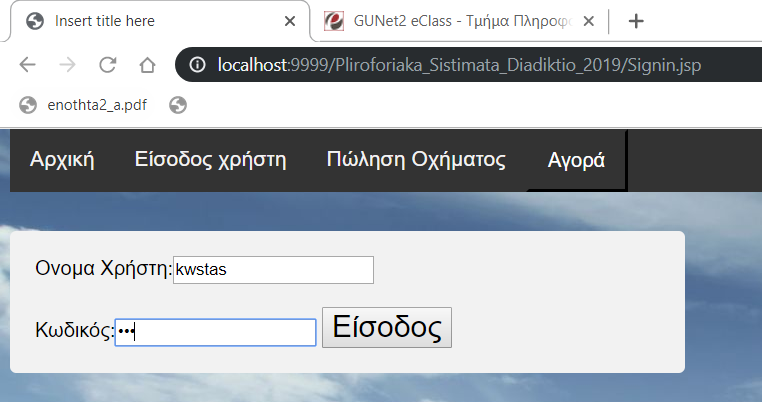 Insert title here
GUNet2 eClass - Τμήμα Πληροφο
localhost:9999/Pliroforiaka_Sistimata_Diadiktio_2019/Signin.jsp
enothta2_a.pdf
Αρχική Είσοδος χρήστη Πώληση Οχήματος Αγορά
Ονομα Χρήστη: kwstas
Κωδικός: ••• Είσοδος